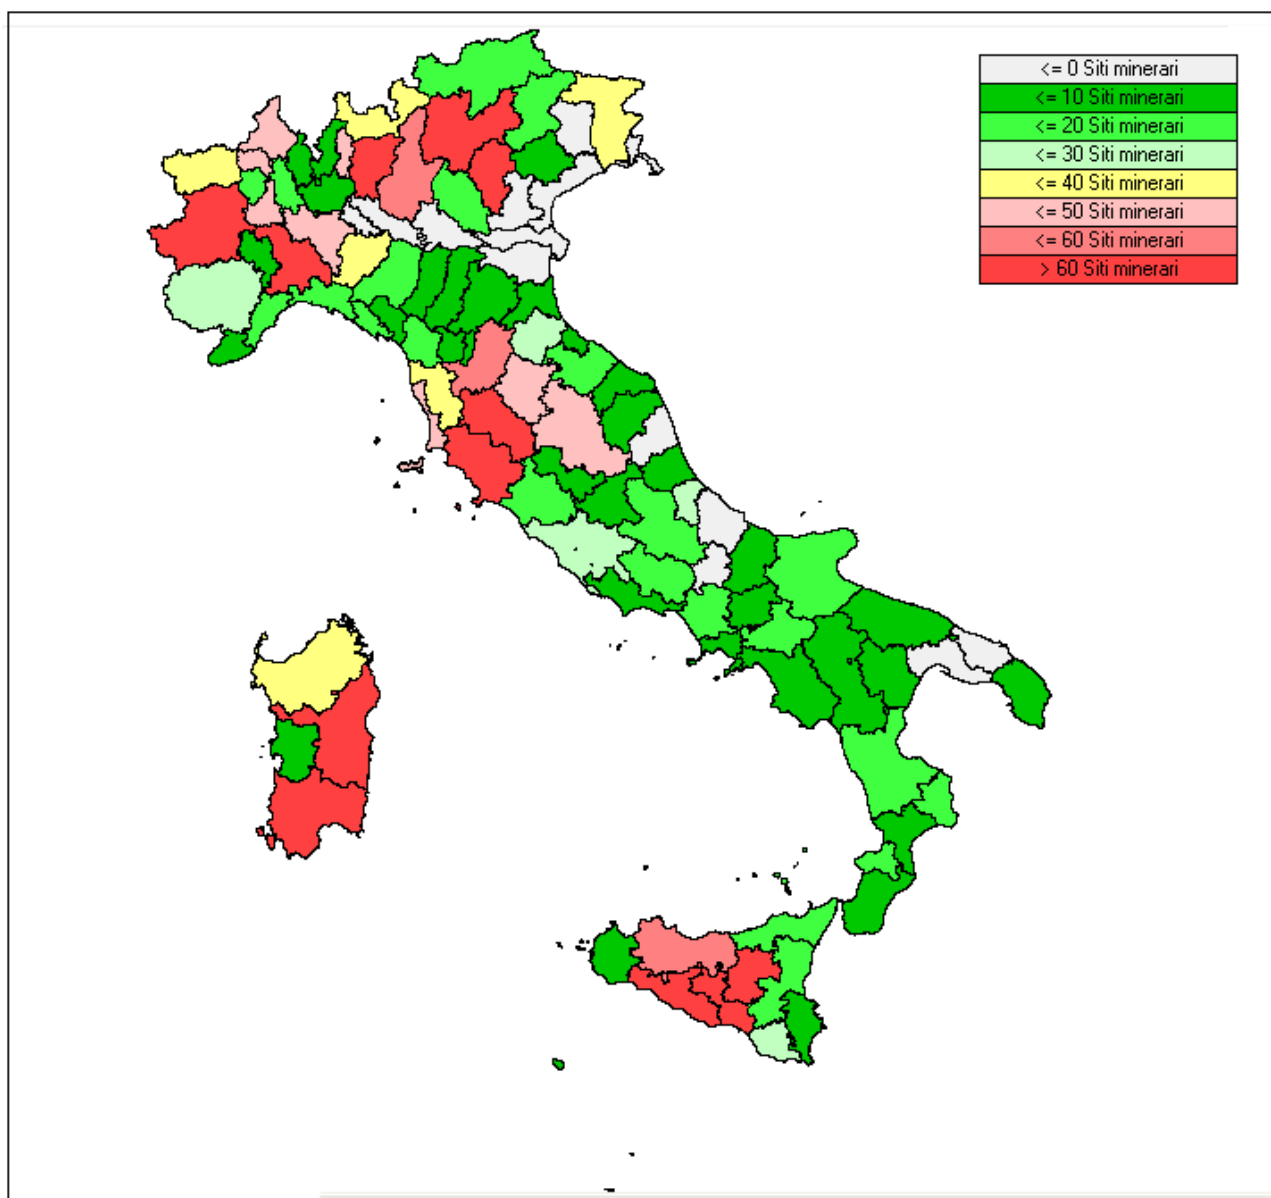 <= 0 Siti minerari
<= 10 Siti minerari
<= 20 Siti minerari
<= 30 Siti minerari
<= 40 Siti minerari
<= 50 Siti minerari
<= 60 Siti minerari
> 60 Siti minerari